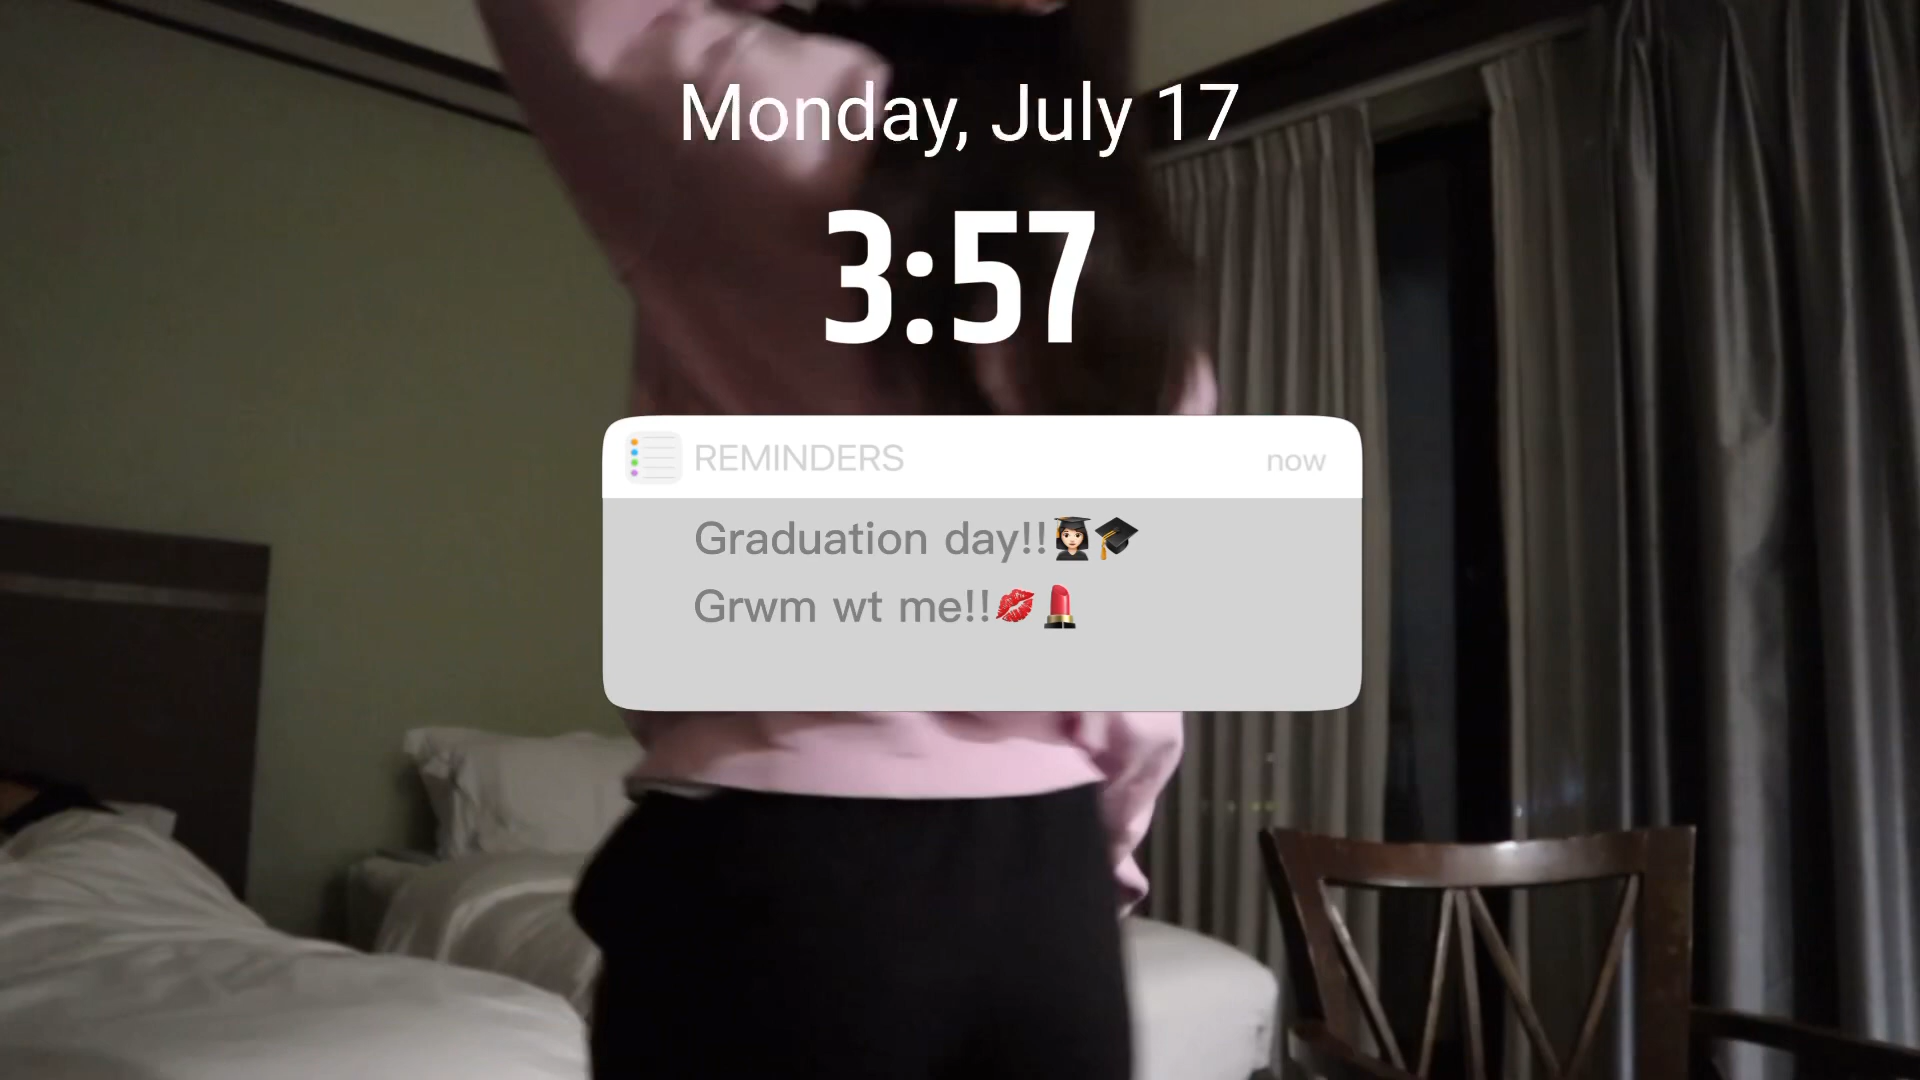 Monday, July 17
3:57
REMINDERS
now
Graduation day!!👩🏻‍🎓🎓
Grwm wt me!!💋💄